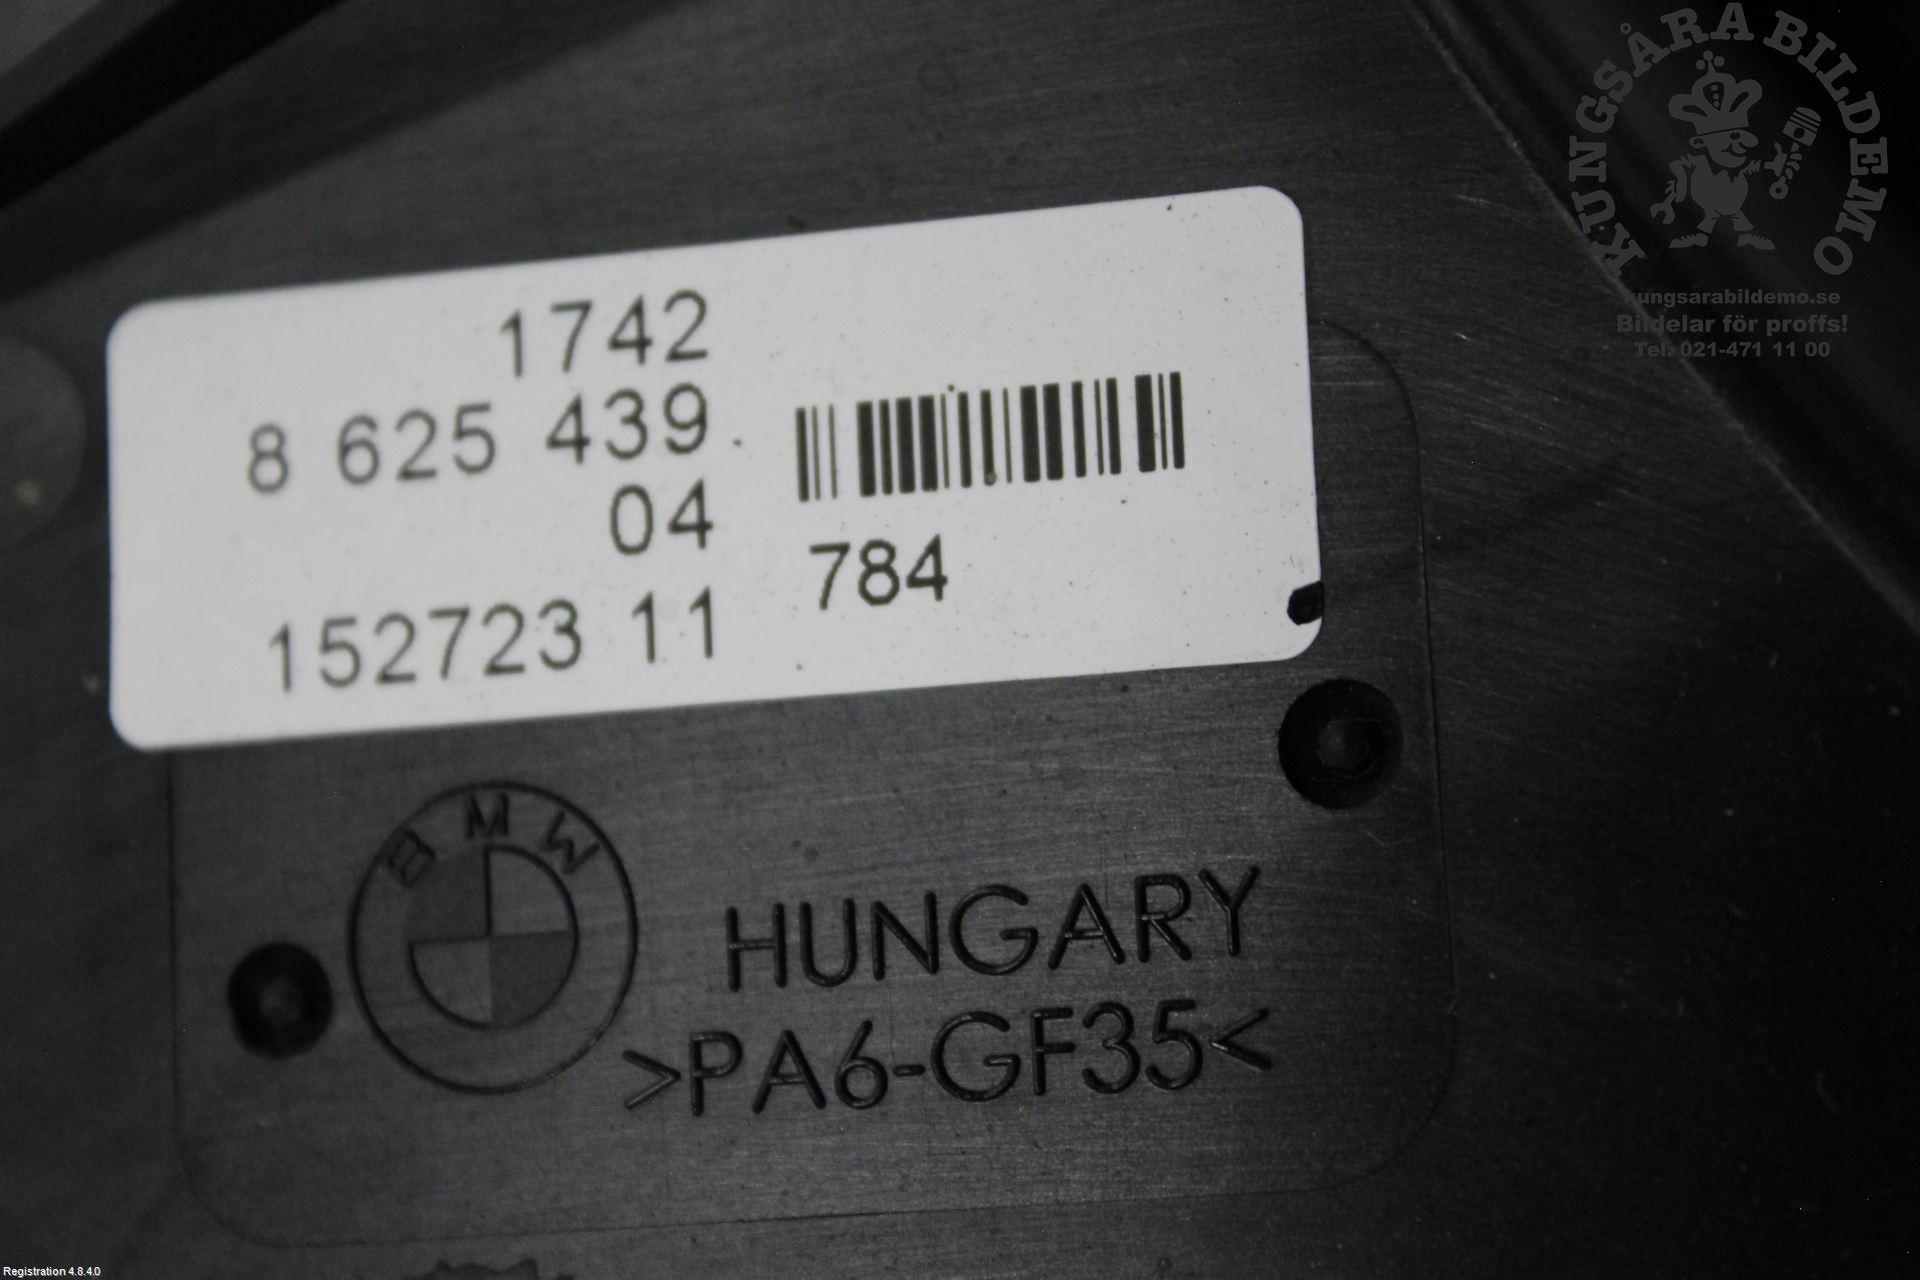 KUNGSÅRA BILDEMO
kungsarabildemo.se
Bildelar för proffs!
Tel: 021-471 11 00
1742
8 625 439
04
152723 11
784
BMW
HUNGARY
>PA6-GF35<
Registration 4.8.4.0